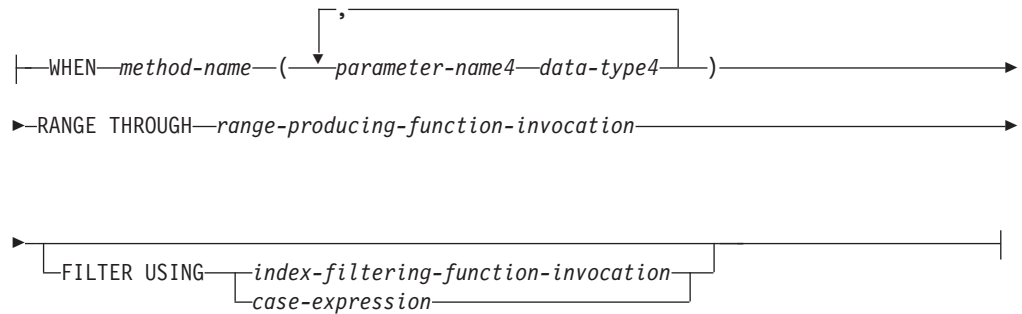 ,
WHEN method-name ( parameter-name4 data-type4 )
RANGE THROUGH range-producing-function-invocation
FILTER USING index-filtering-function-invocation
case-expression